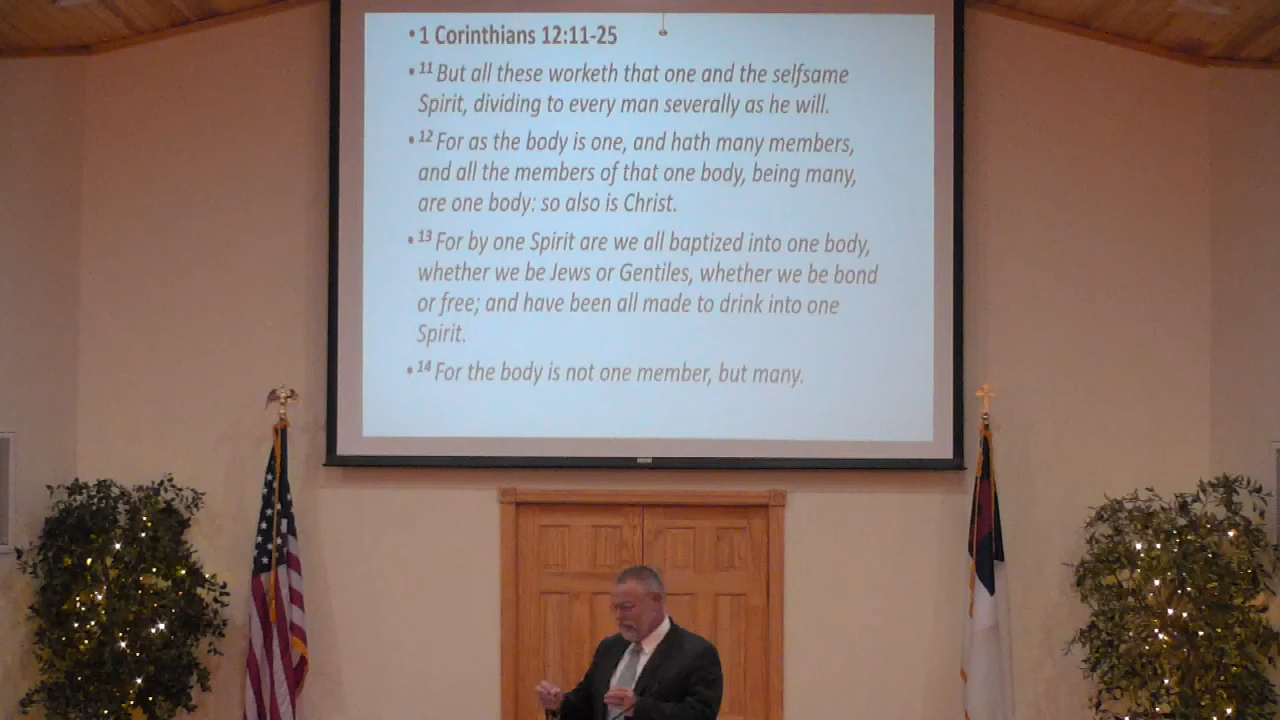 • 1 Corinthians 12:11-25
• 11 But all these worketh that one and the selfsame
Spirit, dividing to every man severally as he will.
• 12 For as the body is one, and hath many members,
and all the members of that one body, being many,
are one body: so also is Christ.
• 13 For by one Spirit are we all baptized into one body,
whether we be Jews or Gentiles, whether we be bond
or free; and have been all made to drink into one
Spirit.
• 14 For the body is not one member, but many.